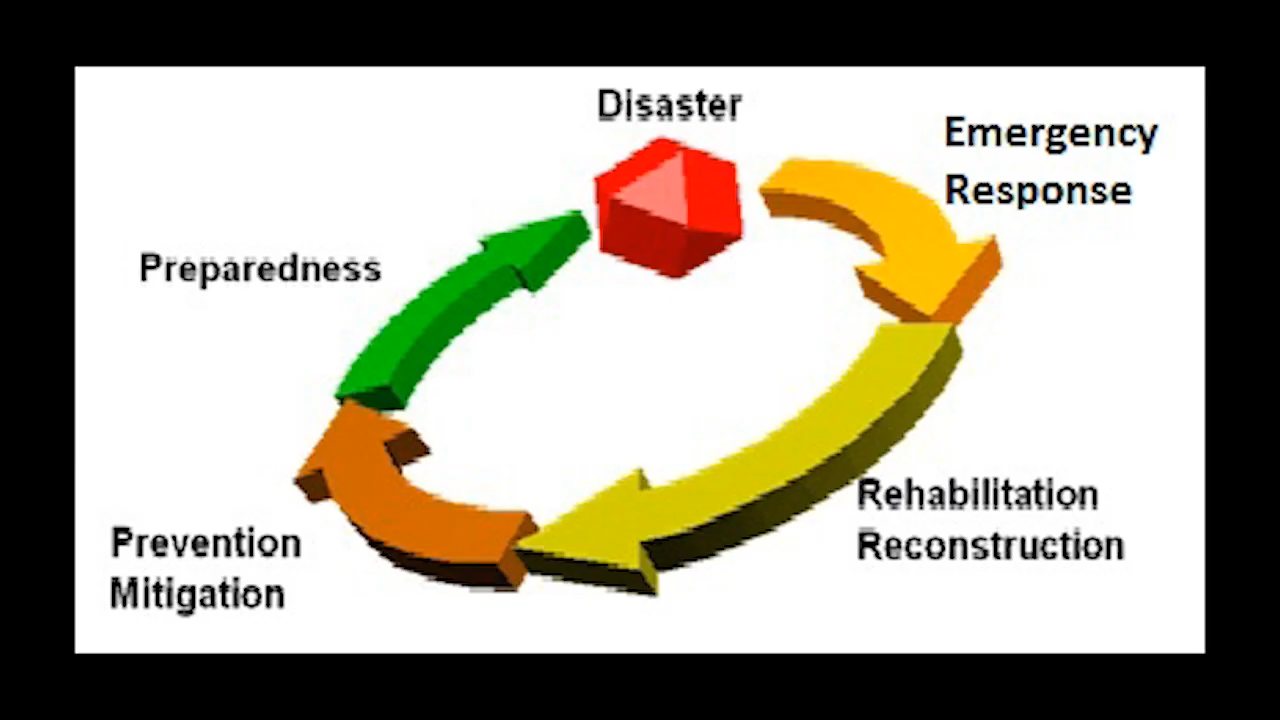 Disaster
Emergency
Response
Preparedness
Rehabilitation
Reconstruction
Prevention
Mitigation